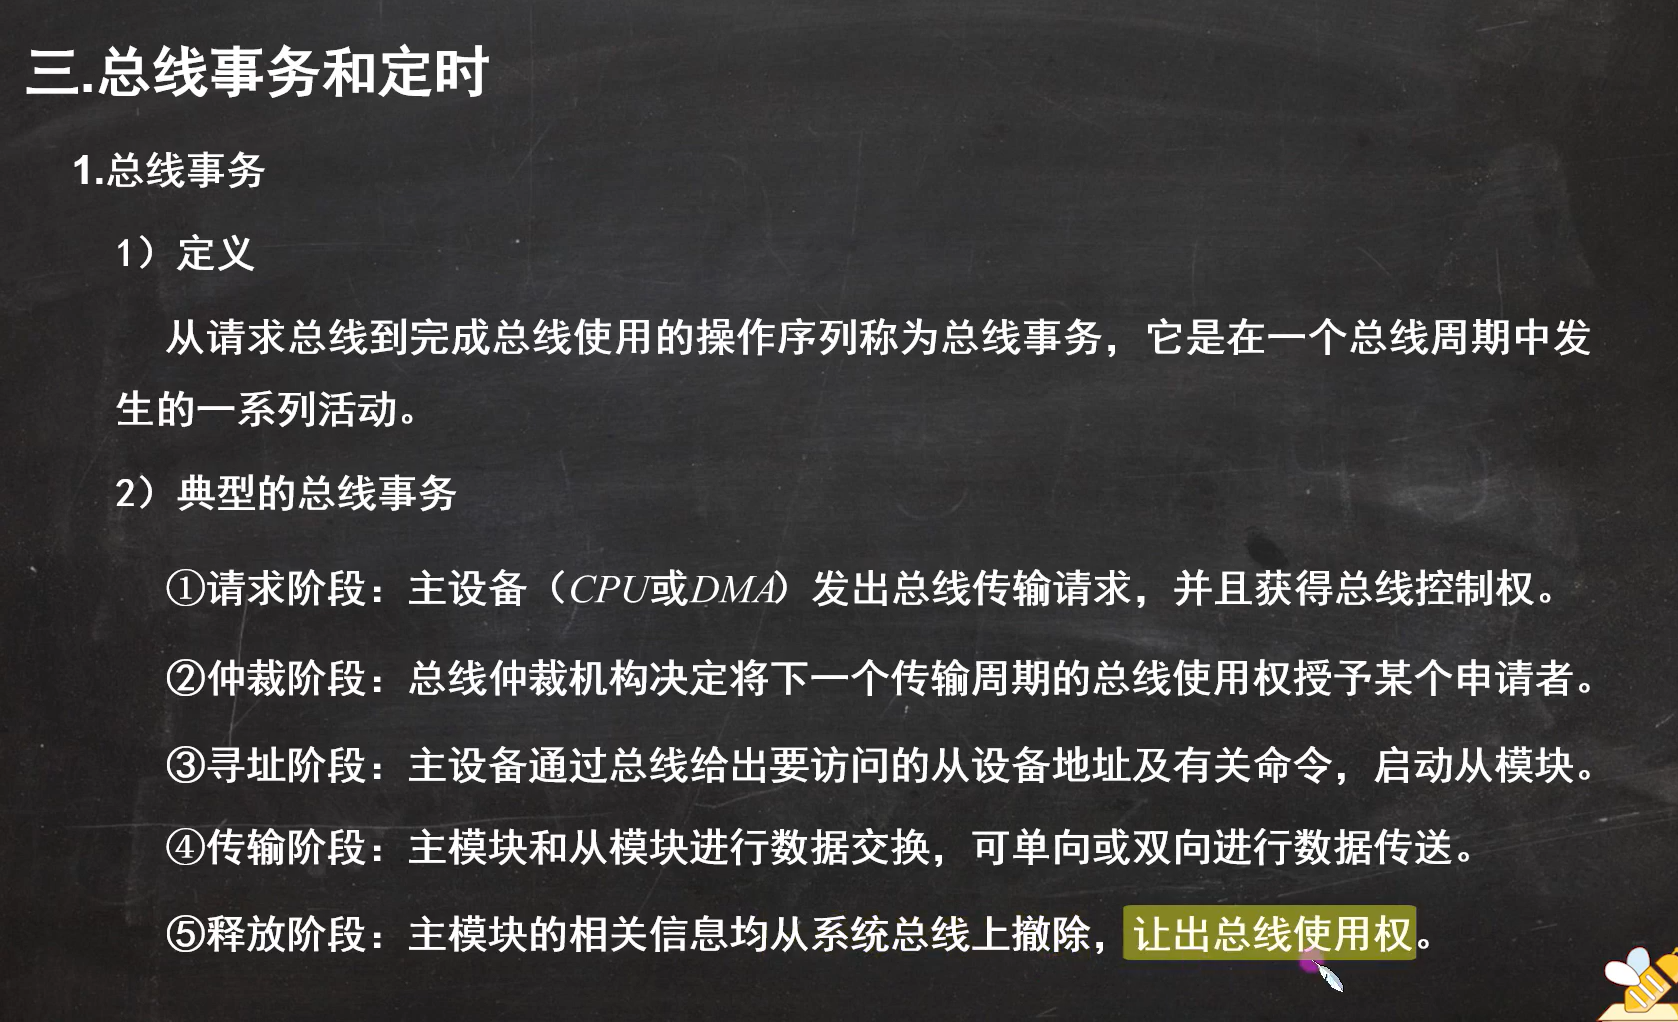 三.总线事务和定时
1.总线事务
1）定义
从请求总线到完成总线使用的操作序列称为总线事务，它是在一个总线周期中发
生的一系列活动。
2）典型的总线事务
①请求阶段：主设备（CPU或DMA）发出总线传输请求，并且获得总线控制权。
②仲裁阶段：总线仲裁机构决定将下一个传输周期的总线使用权授予某个申请者。
③寻址阶段：主设备通过总线给出要访问的从设备地址及有关命令，启动从模块。
④传输阶段：主模块和从模块进行数据交换，可单向或双向进行数据传送。
⑤释放阶段：主模块的相关信息均从系统总线上撤除，让出总线使用权。